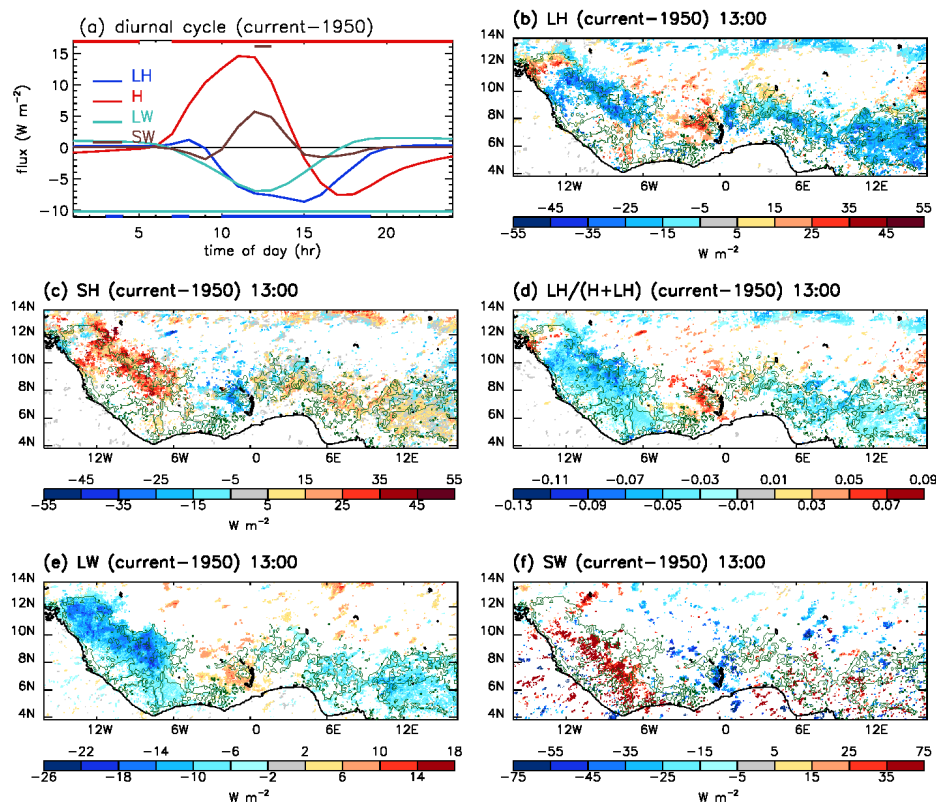 (a) diurnal cycle (current−1950)
15
10
5
0
−5
−10
flux (W m⁻²)
LH
H
LW
SW
5 10 15 20
time of day (hr)
(b) LH (current−1950) 13:00
14N
12N
10N
8N
6N
4N
12W 6W 0 6E 12E
−45 −25 −5 15 35 55
−55 −35 −15 5 25 45
W m⁻²
(c) SH (current−1950) 13:00
14N
12N
10N
8N
6N
4N
12W 6W 0 6E 12E
−45 −25 −5 15 35 55
−55 −35 −15 5 25 45
W m⁻²
(d) LH/(H+LH) (current−1950) 13:00
14N
12N
10N
8N
6N
4N
12W 6W 0 6E 12E
−0.11 −0.07 −0.03 0.01 0.05 0.09
−0.13 −0.09 −0.05 −0.01 0.03 0.07
W m⁻²
(e) LW (current−1950) 13:00
14N
12N
10N
8N
6N
4N
12W 6W 0 6E 12E
−22 −14 −6 2 10 18
−26 −18 −10 −2 6 14
W m⁻²
(f) SW (current−1950) 13:00
14N
12N
10N
8N
6N
4N
12W 6W 0 6E 12E
−55 −35 −15 5 25 75
−75 −45 −25 −5 15 35
W m⁻²